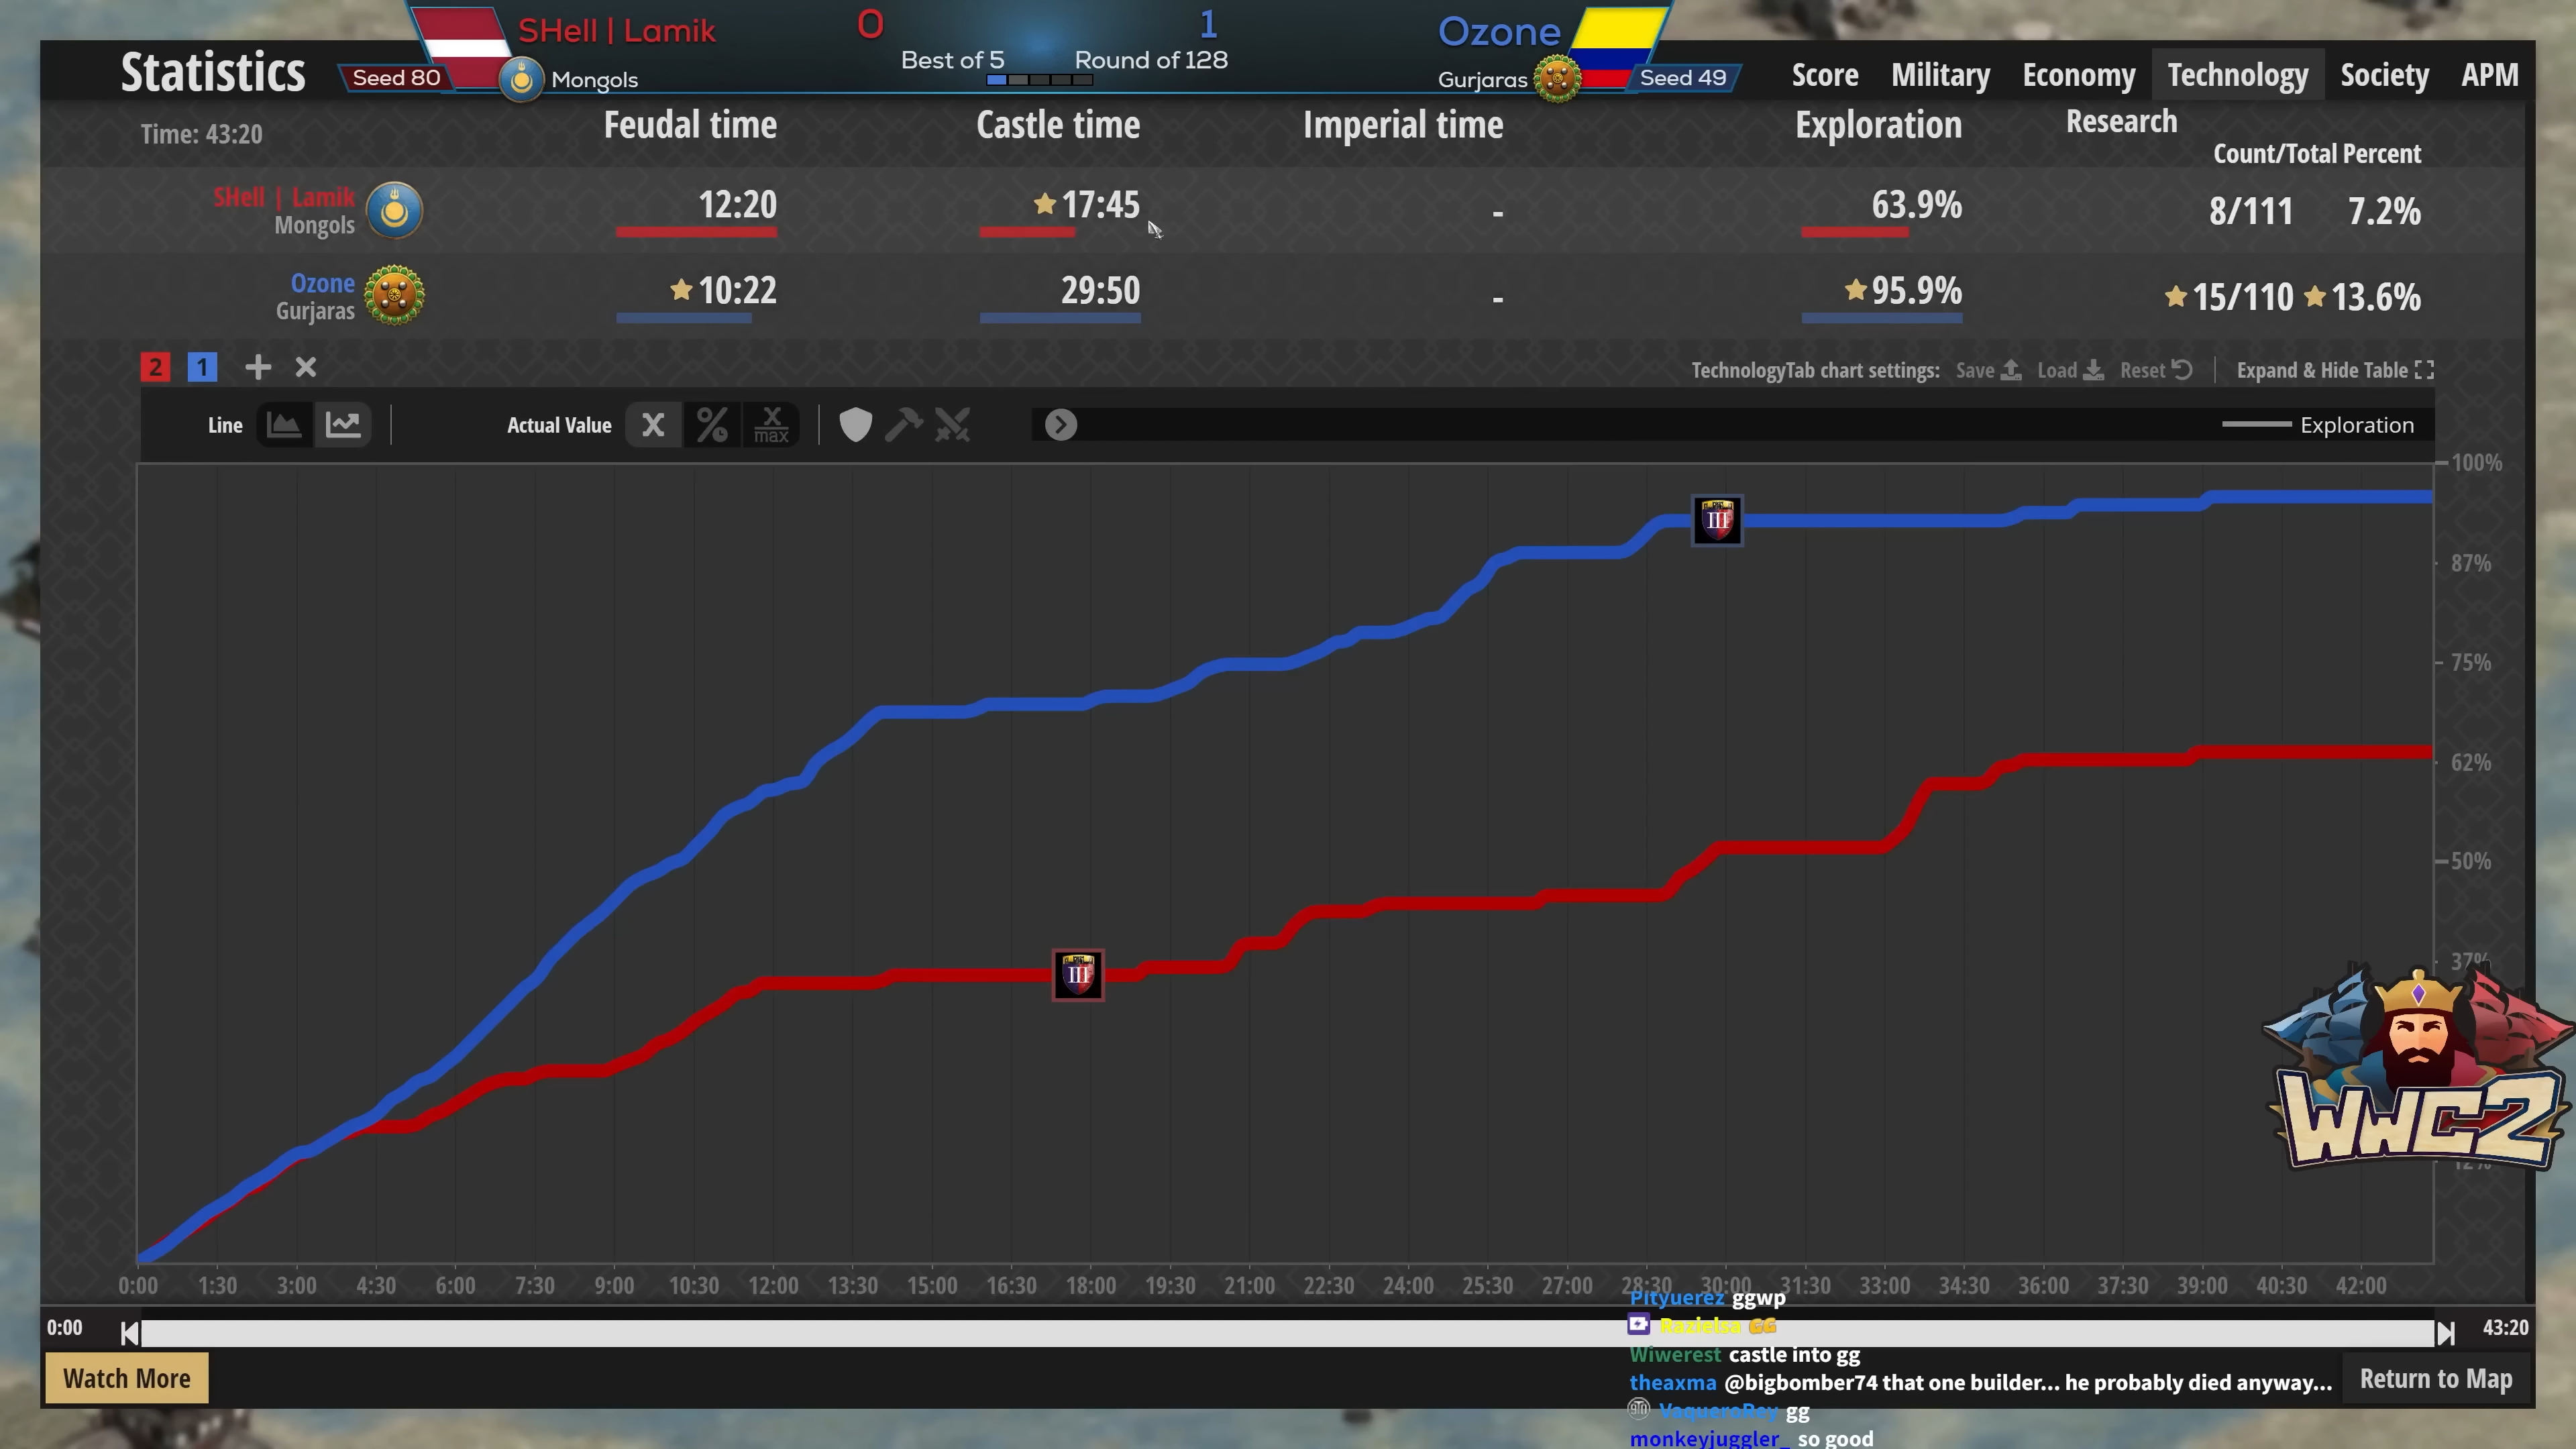 SHell | Lamik 0 1 Ozone
Best of 5 Round of 128
Seed 80 Mongols Gurjaras Seed 49
Statistics Score Military Economy Technology Society APM
Time: 43:20 Feudal time Castle time Imperial time Exploration Research
Count/Total Percent
SHell | Lamik 12:20 17:45 - 63.9% 8/111 7.2%
Mongols
Ozone 10:22 29:50 - 95.9% 15/110 13.6%
Gurjaras
2 1 TechnologyTab chart settings: Save Load Reset Expand & Hide Table
Line Actual Value X % X max Exploration
100%
87%
75%
62%
50%
37%
12%
III
III
WWC2
0:00 1:30 3:00 4:30 6:00 7:30 9:00 10:30 12:00 13:30 15:00 16:30 18:00 19:30 21:00 22:30 24:00 25:30 27:00 28:30 30:00 31:30 33:00 34:30 36:00 37:30 39:00 40:30 42:00
Pityuerez ggwp
0:00 43:20
Razielsa
Wiwerest castle into gg
Watch More Return to Map
theaxma @bigbomber74 that one builder... he probably died anyway...
VaqueroRey gg
monkeyjuggler_ so good